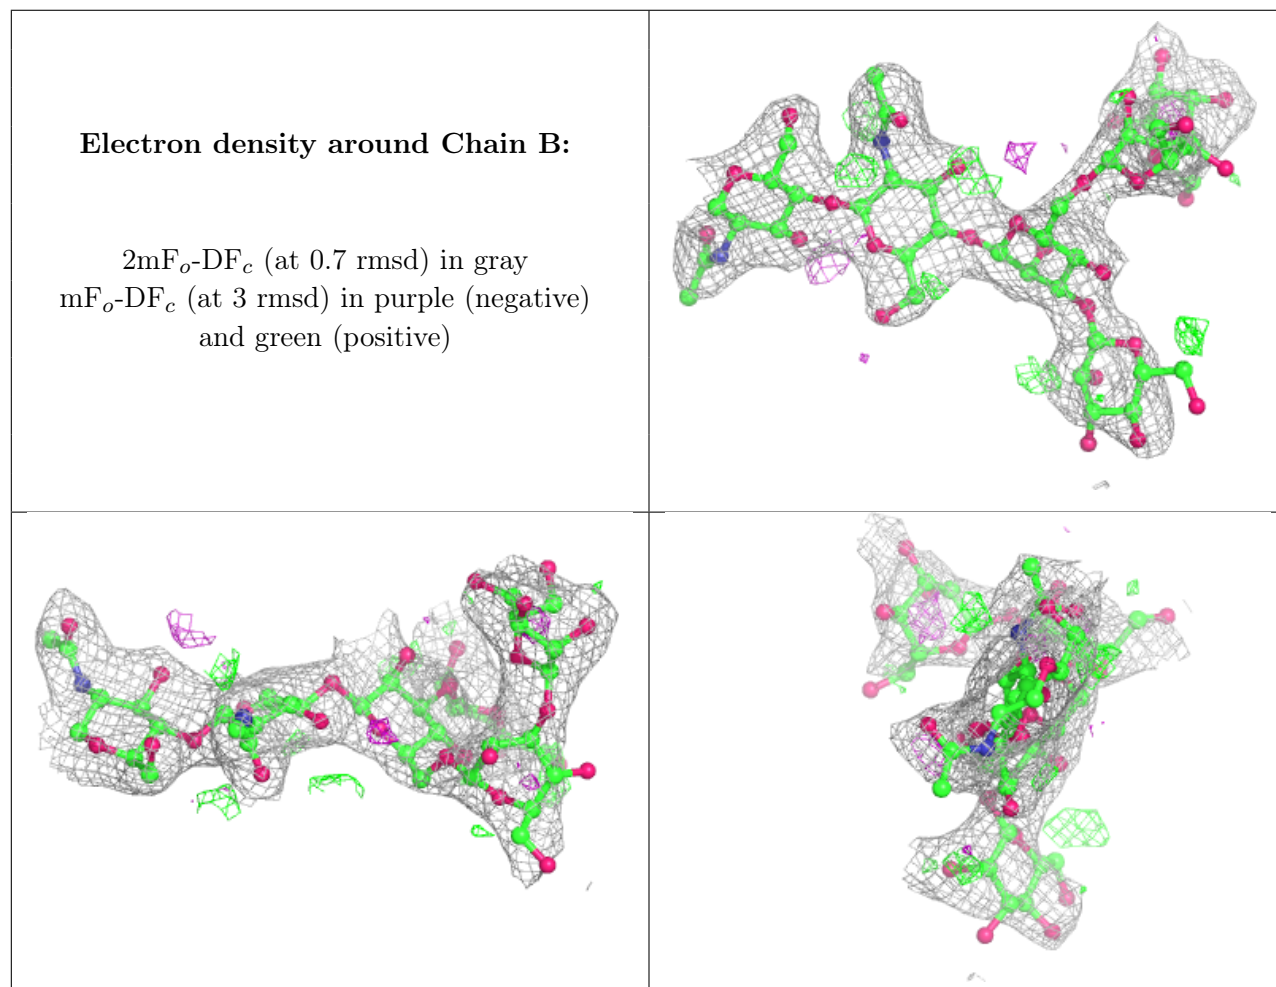 Electron density around Chain B:
2mFo-DFc (at 0.7 rmsd) in gray
mFo-DFc (at 3 rmsd) in purple (negative)
and green (positive)